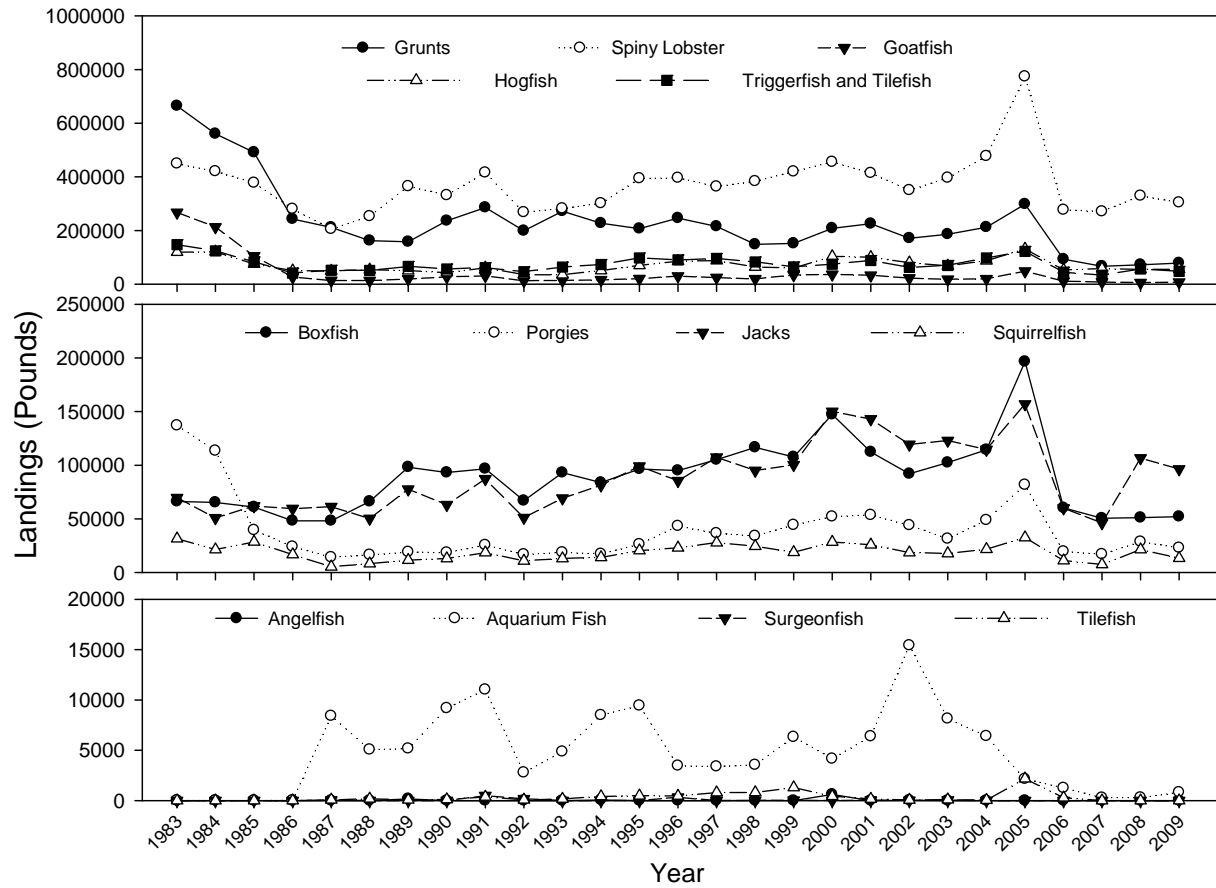 1000000
Grunts Spiny Lobster Goatfish
800000
Hogfish Triggerfish and Tilefish
600000
400000
200000
0
250000
Boxfish Porgies Jacks Squirrelfish
200000
150000
100000
50000
0
Landings (Pounds)
20000
Angelfish Aquarium Fish Surgeonfish Tilefish
15000
10000
5000
0
1983 1984 1985 1986 1987 1988 1989 1990 1991 1992 1993 1994 1995 1996 1997 1998 1999 2000 2001 2002 2003 2004 2005 2006 2007 2008 2009
Year